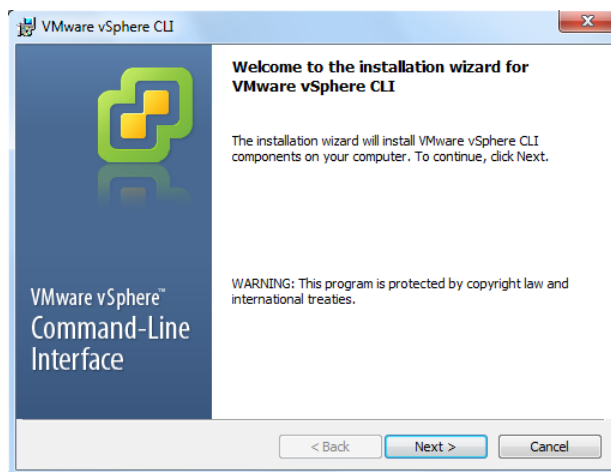 VMware vSphere CLI
Welcome to the installation wizard for
VMware vSphere CLI
The installation wizard will install VMware vSphere CLI
components on your computer. To continue, click Next.
WARNING: This program is protected by copyright law and
international treaties.
VMware vSphere™
Command-Line
Interface
< Back
Next >
Cancel